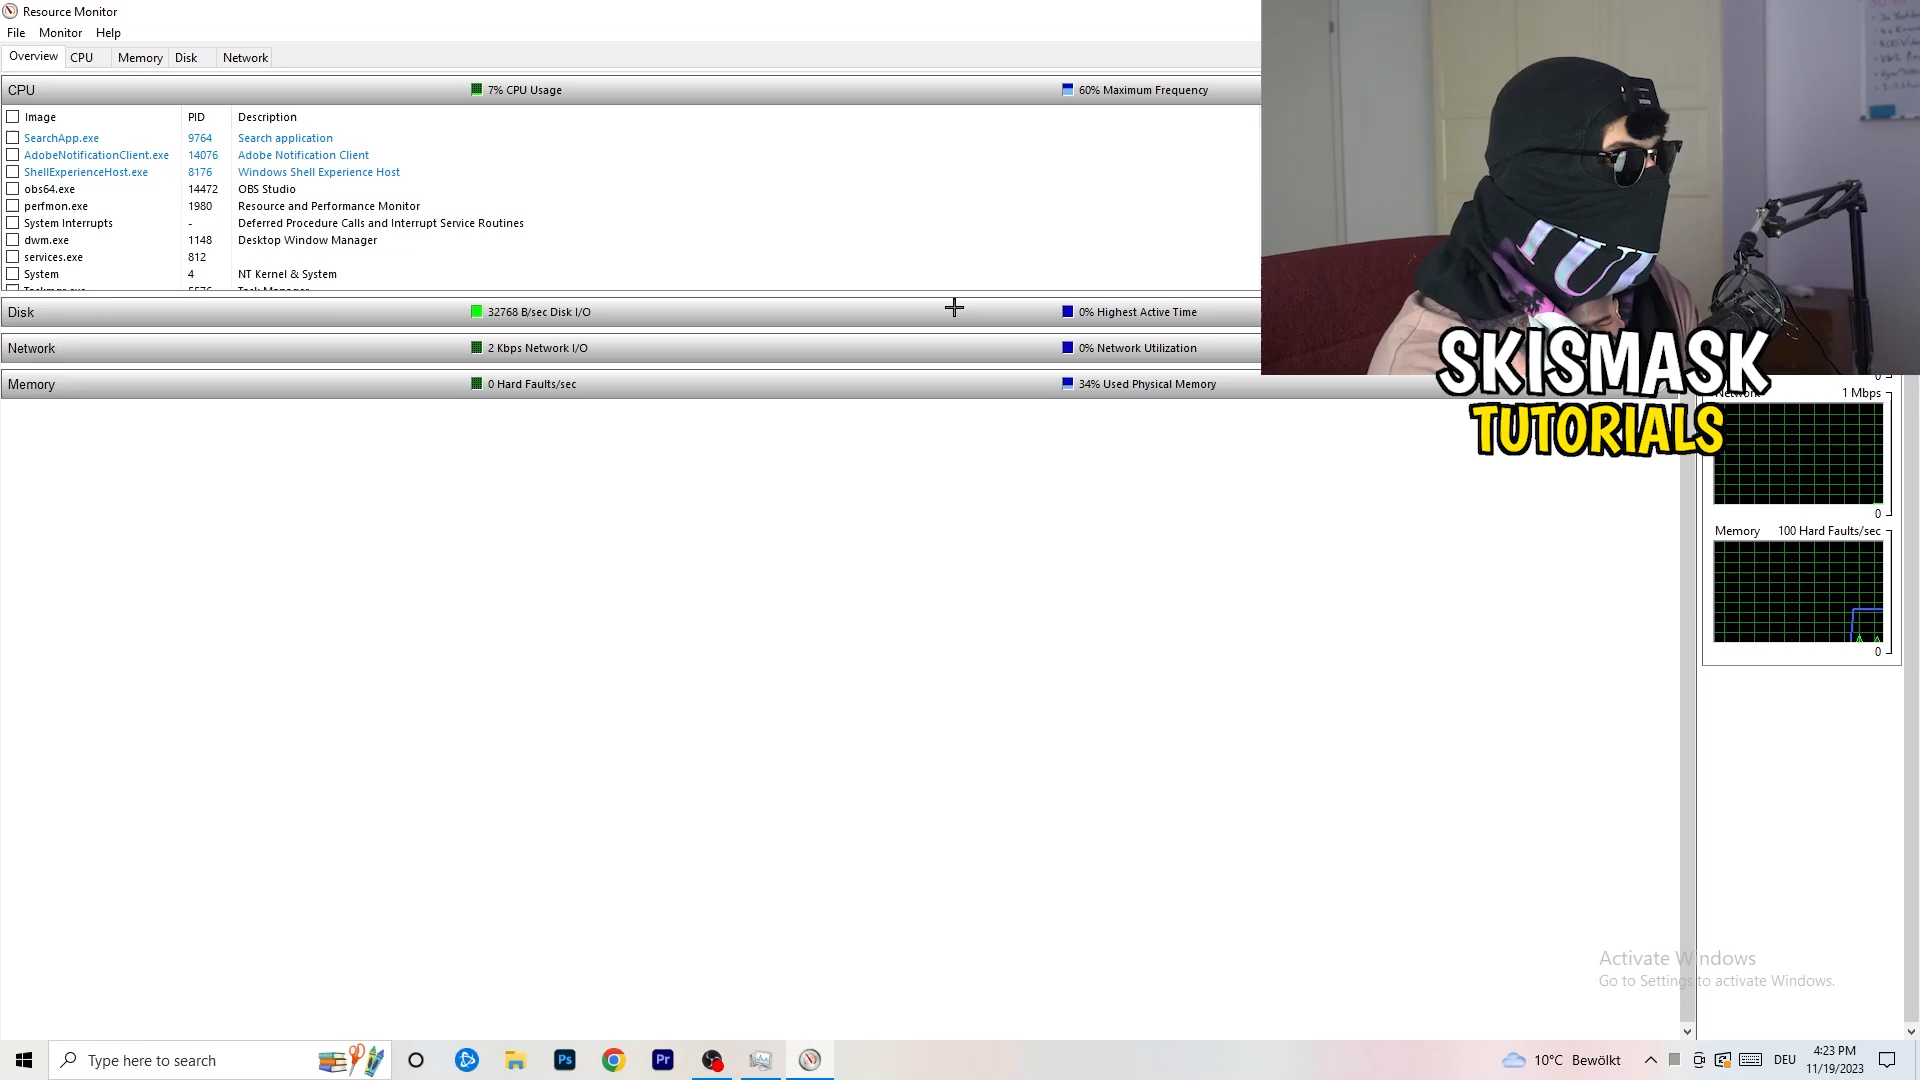 Resource Monitor
File Monitor Help
Overview CPU Memory Disk Network
CPU 7% CPU Usage 60% Maximum Frequency
Image PID Description
SearchApp.exe 9764 Search application
AdobeNotificationClient.exe 14076 Adobe Notification Client
ShellExperienceHost.exe 8176 Windows Shell Experience Host
obs64.exe 14472 OBS Studio
perfmon.exe 1980 Resource and Performance Monitor
System Interrupts - Deferred Procedure Calls and Interrupt Service Routines
dwm.exe 1148 Desktop Window Manager
services.exe 812
System 4 NT Kernel & System
Disk 32768 B/sec Disk I/O 0% Highest Active Time
Network 2 Kbps Network I/O 0% Network Utilization
Memory 0 Hard Faults/sec 34% Used Physical Memory
SKISMASK
TUTORIALS
Network 1 Mbps
0
Memory 100 Hard Faults/sec
0
Activate Windows
Go to Settings to activate Windows.
Type here to search
Ps
Pr
10°C Bewölkt
DEU
4:23 PM
11/19/2023